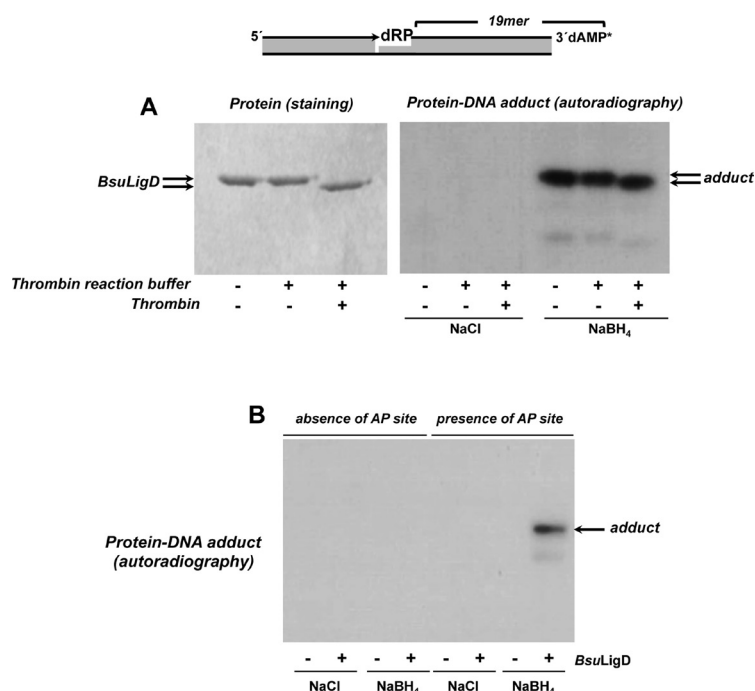 19mer
5´ dRP 3´dAMP*
A
Protein (staining) Protein-DNA adduct (autoradiography)
BsuLigD adduct
Thrombin reaction buffer - + + - + + - + +
Thrombin - - + - - + - - +
NaCl NaBH4
B
absence of AP site presence of AP site
Protein-DNA adduct
(autoradiography)
adduct
- + - + - + - + BsuLigD
NaCl NaBH4 NaCl NaBH4